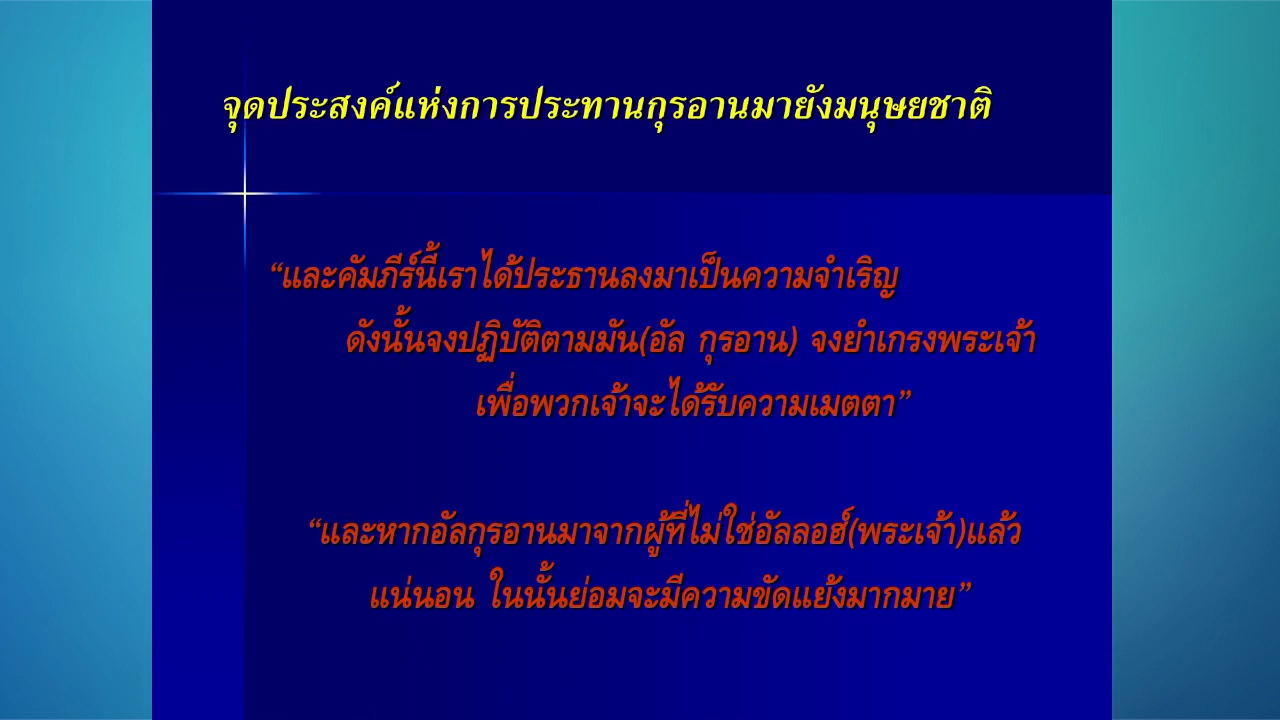 จุดประสงค์แห่งการประทานกุรอานมายังมนุษยชาติ
“และคัมภีร์นี้เราได้ประธานลงมาเป็นความจำเริญ
ดังนั้นจงปฏิบัติตามมัน(อัล กุรอาน) จงยำเกรงพระเจ้า
เพื่อพวกเจ้าจะได้รับความเมตตา”
“และหากอัลกุรอานมาจากผู้ที่ไม่ใช่อัลลอฮ์(พระเจ้า)แล้ว
แน่นอน ในนั้นย่อมจะมีความขัดแย้งมากมาย”